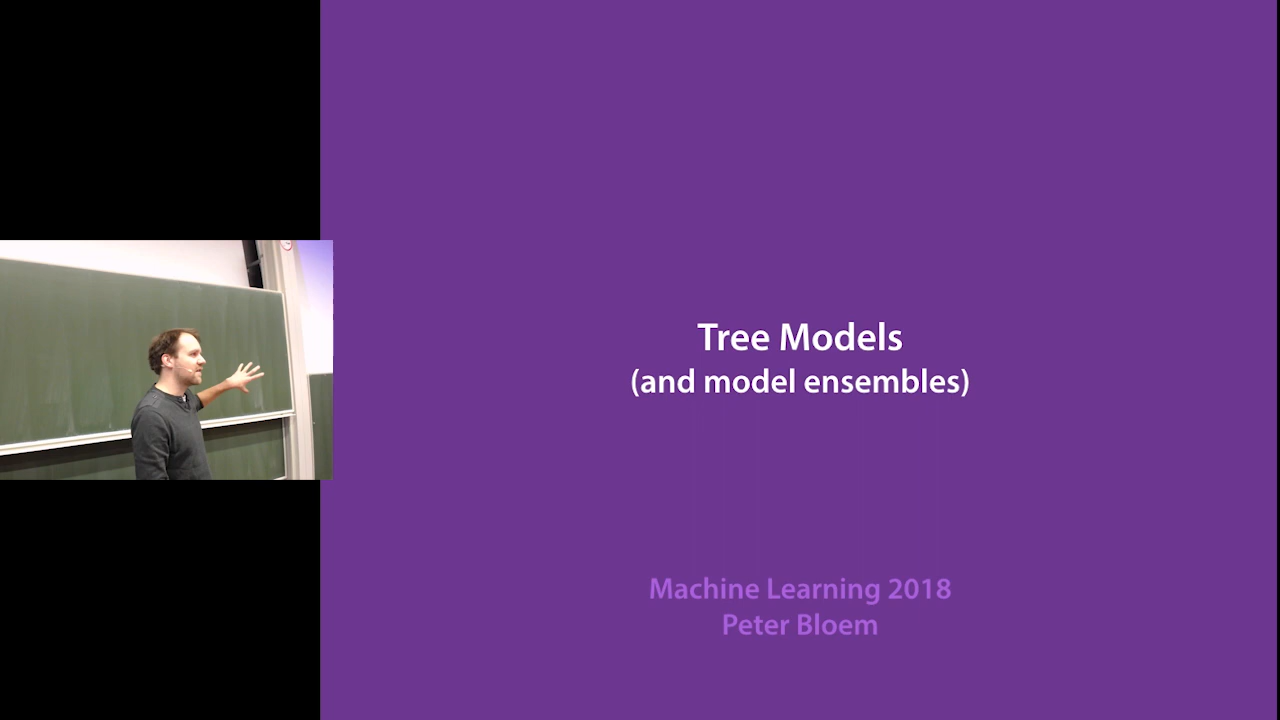 Tree Models
(and model ensembles)
Machine Learning 2018
Peter Bloem